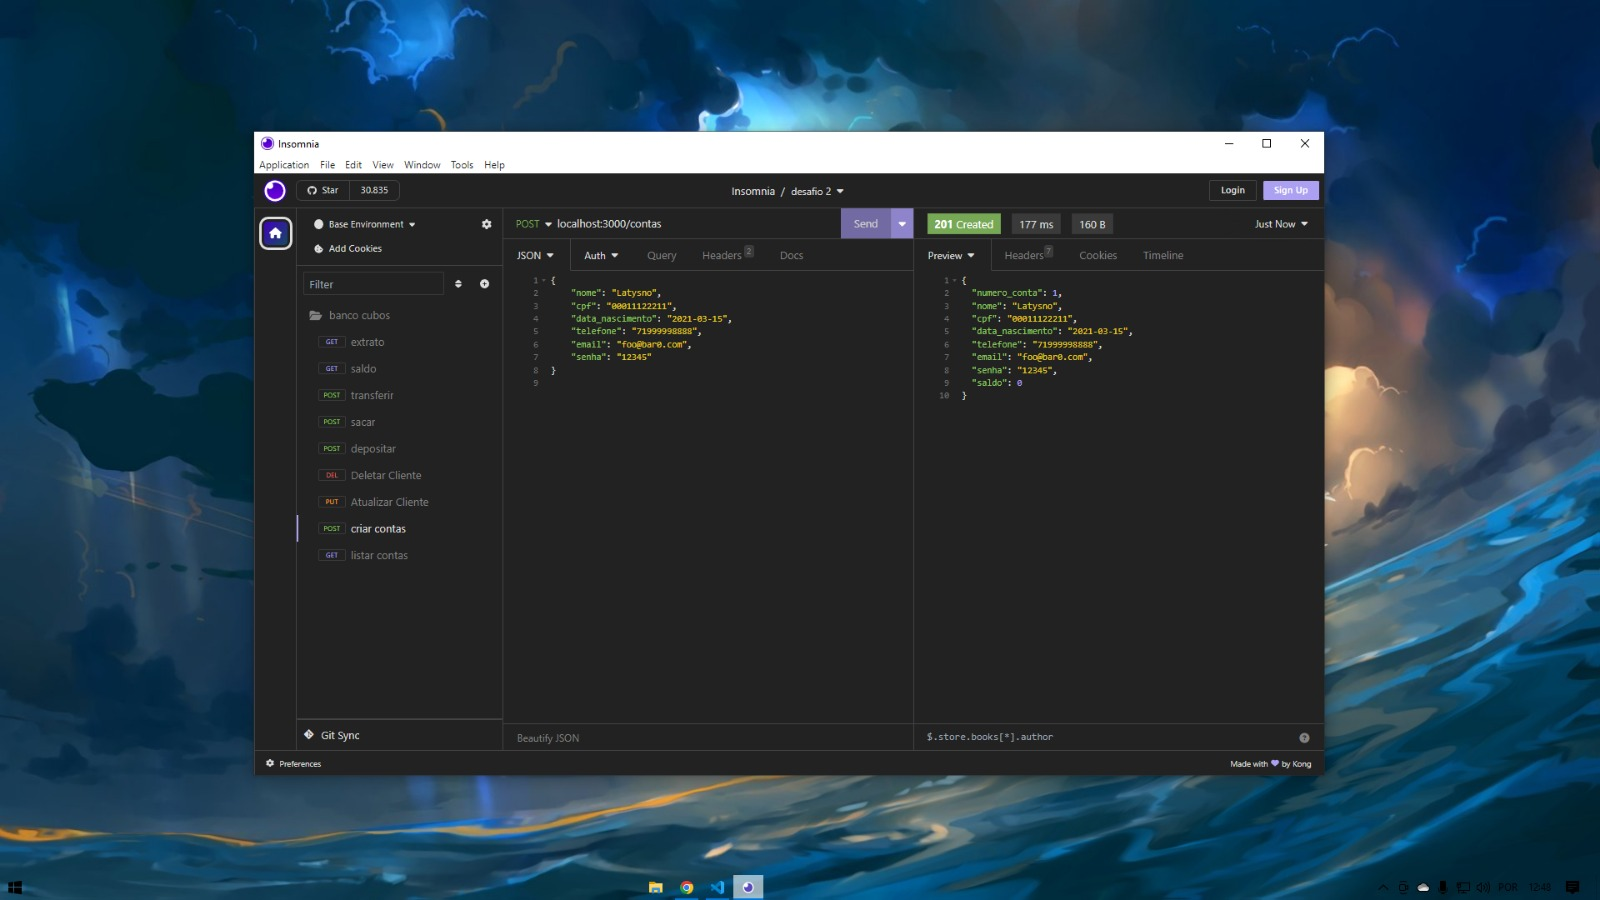 Insomnia
Application File Edit View Window Tools Help
Star 30.835
Insomnia / desafio 2
Login Sign Up
Base Environment
Add Cookies
Filter
banco cubos
GET extrato
GET saldo
POST transferir
POST sacar
POST depositar
DEL Deletar Cliente
PUT Atualizar Cliente
POST criar contas
GET listar contas
Git Sync
Preferences
POST localhost:3000/contas Send
JSON Auth Query Headers 2 Docs
1 {
2 "nome": "Latysno",
3 "cpf": "00011122211",
4 "data_nascimento": "2021-03-15",
5 "telefone": "71999998888",
6 "email": "foo@bar0.com",
7 "senha": "12345"
8 }
9
Beautify JSON
201 Created 177 ms 160 B Just Now
Preview Headers 7 Cookies Timeline
1 {
2 "numero_conta": 1,
3 "nome": "Latysno",
4 "cpf": "00011122211",
5 "data_nascimento": "2021-03-15",
6 "telefone": "71999998888",
7 "email": "foo@bar0.com",
8 "senha": "12345",
9 "saldo": 0
10 }
$.store.books[*].author
Made with by Kong
POR 12:48